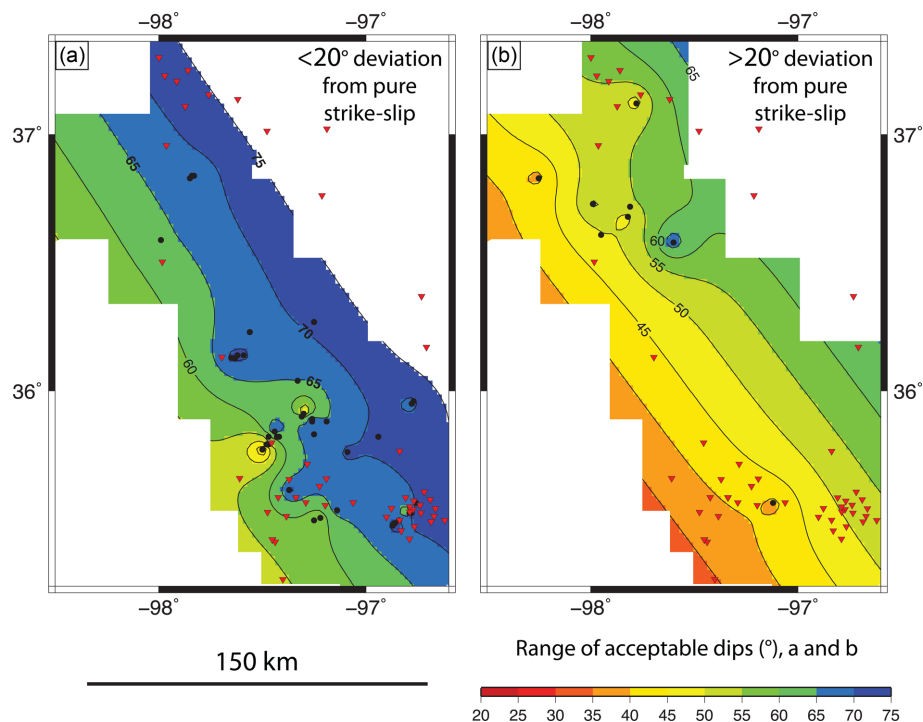 −98° −97° −98° −97°
(a) <20° deviation
from pure
strike-slip
(b) >20° deviation
from pure
strike-slip
75
65
70
60
65
65
60
55
50
45
37° 37°
36° 36°
−98° −97° −98° −97°
150 km
Range of acceptable dips (°), a and b
20 25 30 35 40 45 50 55 60 65 70 75